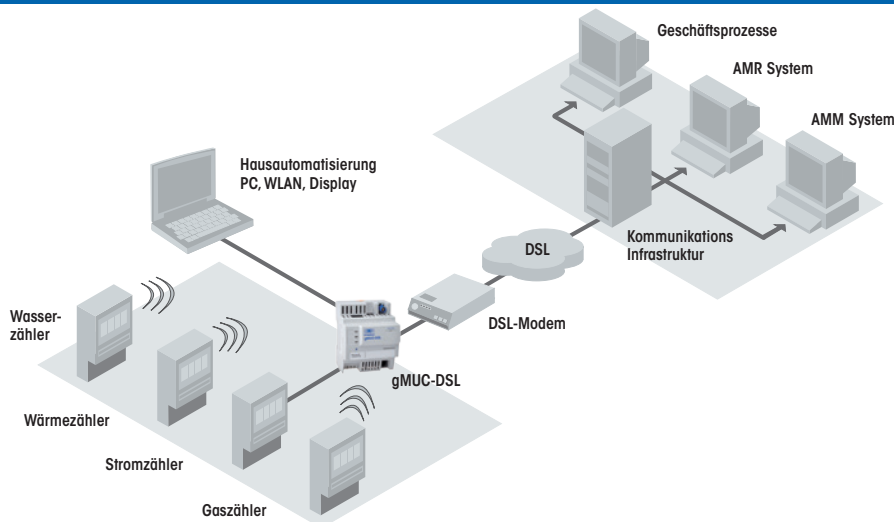 Geschäftsprozesse
AMR System
AMM System
Hausautomatisierung
PC, WLAN, Display
Kommunikations
Infrastruktur
DSL
DSL-Modem
gMUC-DSL
Wasser-
zähler
Wärmezähler
Stromzähler
Gaszähler